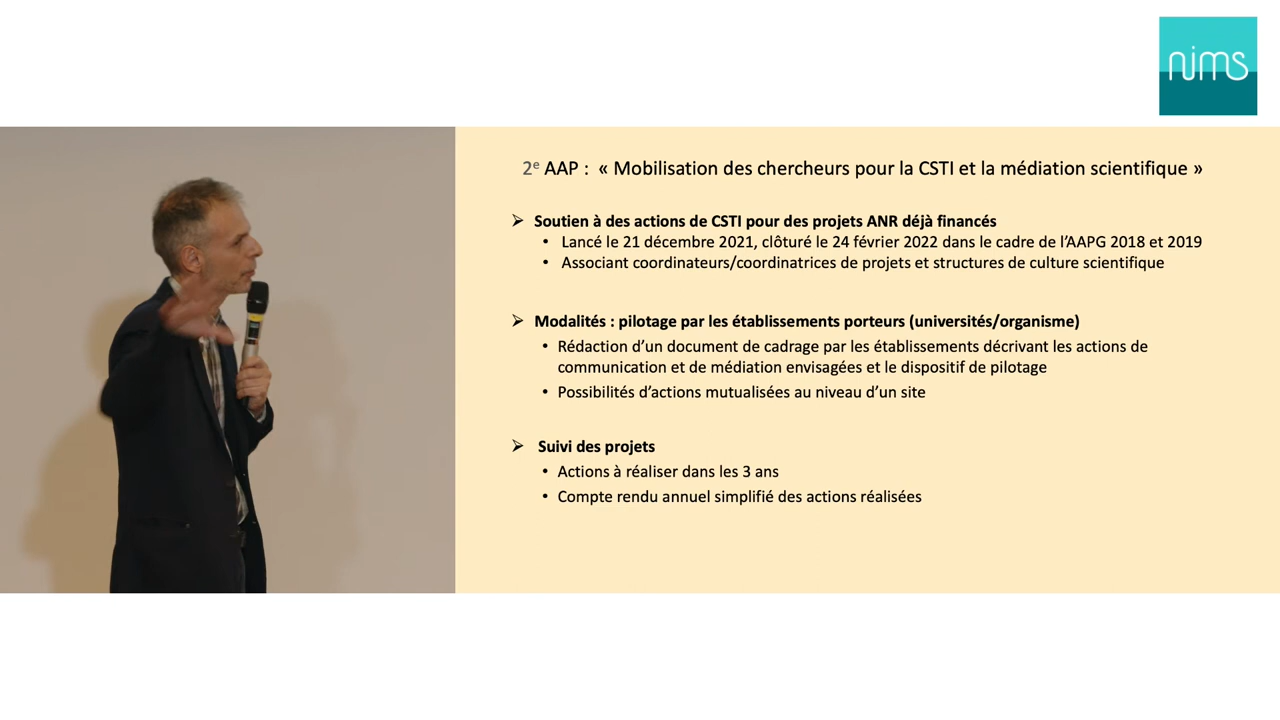 nims
2e AAP : « Mobilisation des chercheurs pour la CSTI et la médiation scientifique »
➢ Soutien à des actions de CSTI pour des projets ANR déjà financés
• Lancé le 21 décembre 2021, clôturé le 24 février 2022 dans le cadre de l’AAPG 2018 et 2019
• Associant coordinateurs/coordinatrices de projets et structures de culture scientifique
➢ Modalités : pilotage par les établissements porteurs (universités/organisme)
• Rédaction d’un document de cadrage par les établissements décrivant les actions de
communication et de médiation envisagées et le dispositif de pilotage
• Possibilités d’actions mutualisées au niveau d’un site
➢ Suivi des projets
• Actions à réaliser dans les 3 ans
• Compte rendu annuel simplifié des actions réalisées